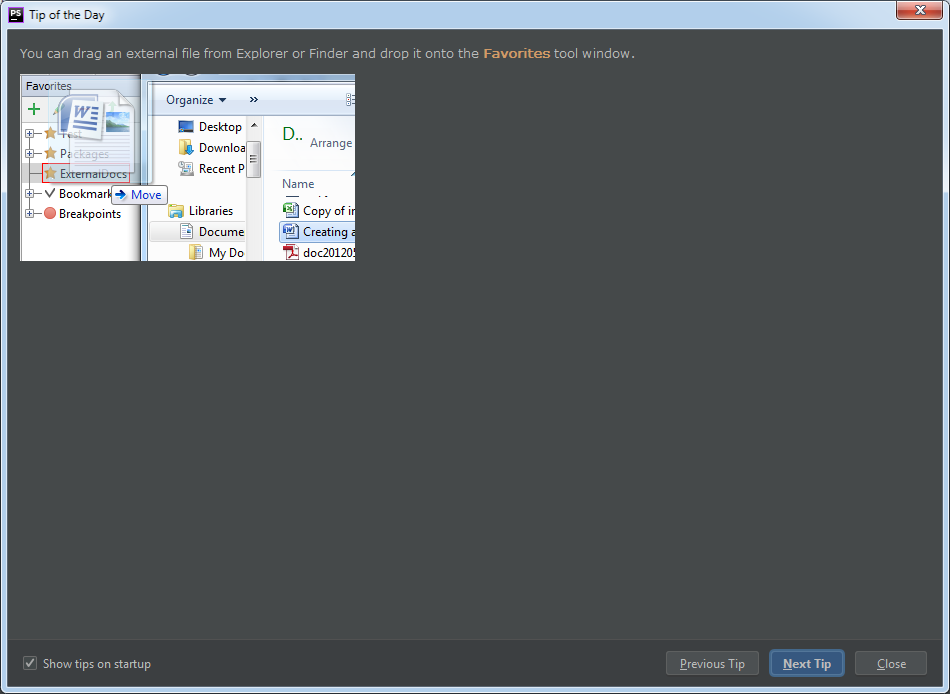 PS
Tip of the Day
You can drag an external file from Explorer or Finder and drop it onto the Favorites tool window.
Favorites
Organize »
Desktop
D..
Downloa
Arrange
Packages
Recent P
ExternalDocs
Name
Bookmark
Move
Libraries
Copy of in
Breakpoints
Docume
Creating a
My Do
doc201205
Show tips on startup
Previous Tip
Next Tip
Close